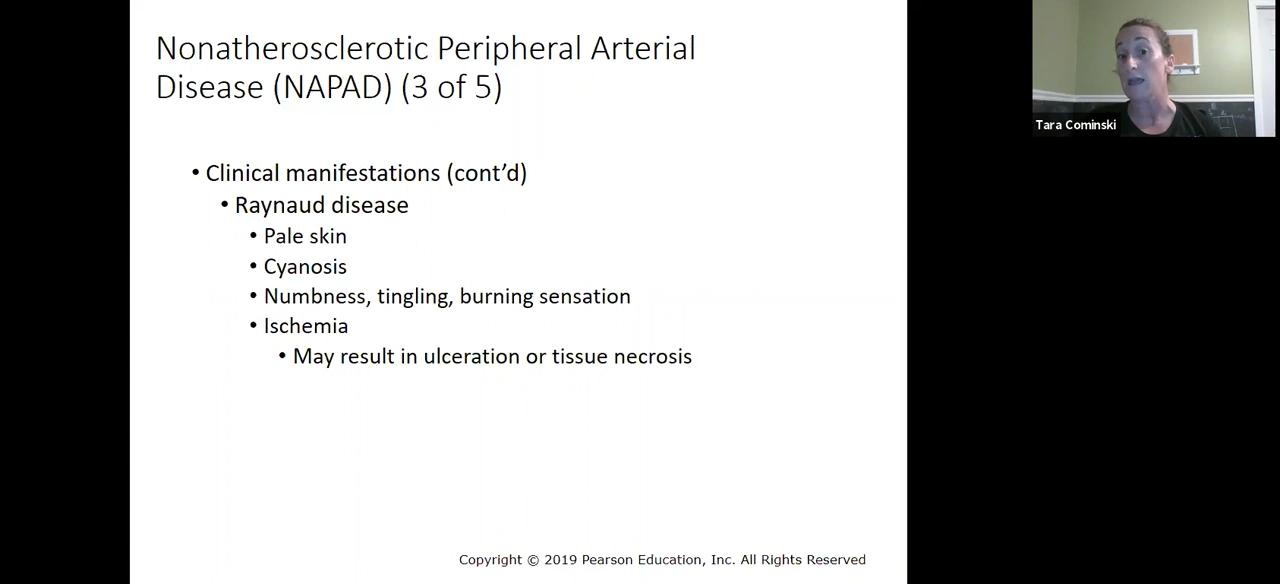 Nonatherosclerotic Peripheral Arterial
Disease (NAPAD) (3 of 5)
• Clinical manifestations (cont’d)
• Raynaud disease
• Pale skin
• Cyanosis
• Numbness, tingling, burning sensation
• Ischemia
• May result in ulceration or tissue necrosis
Copyright © 2019 Pearson Education, Inc. All Rights Reserved
Tara Cominski